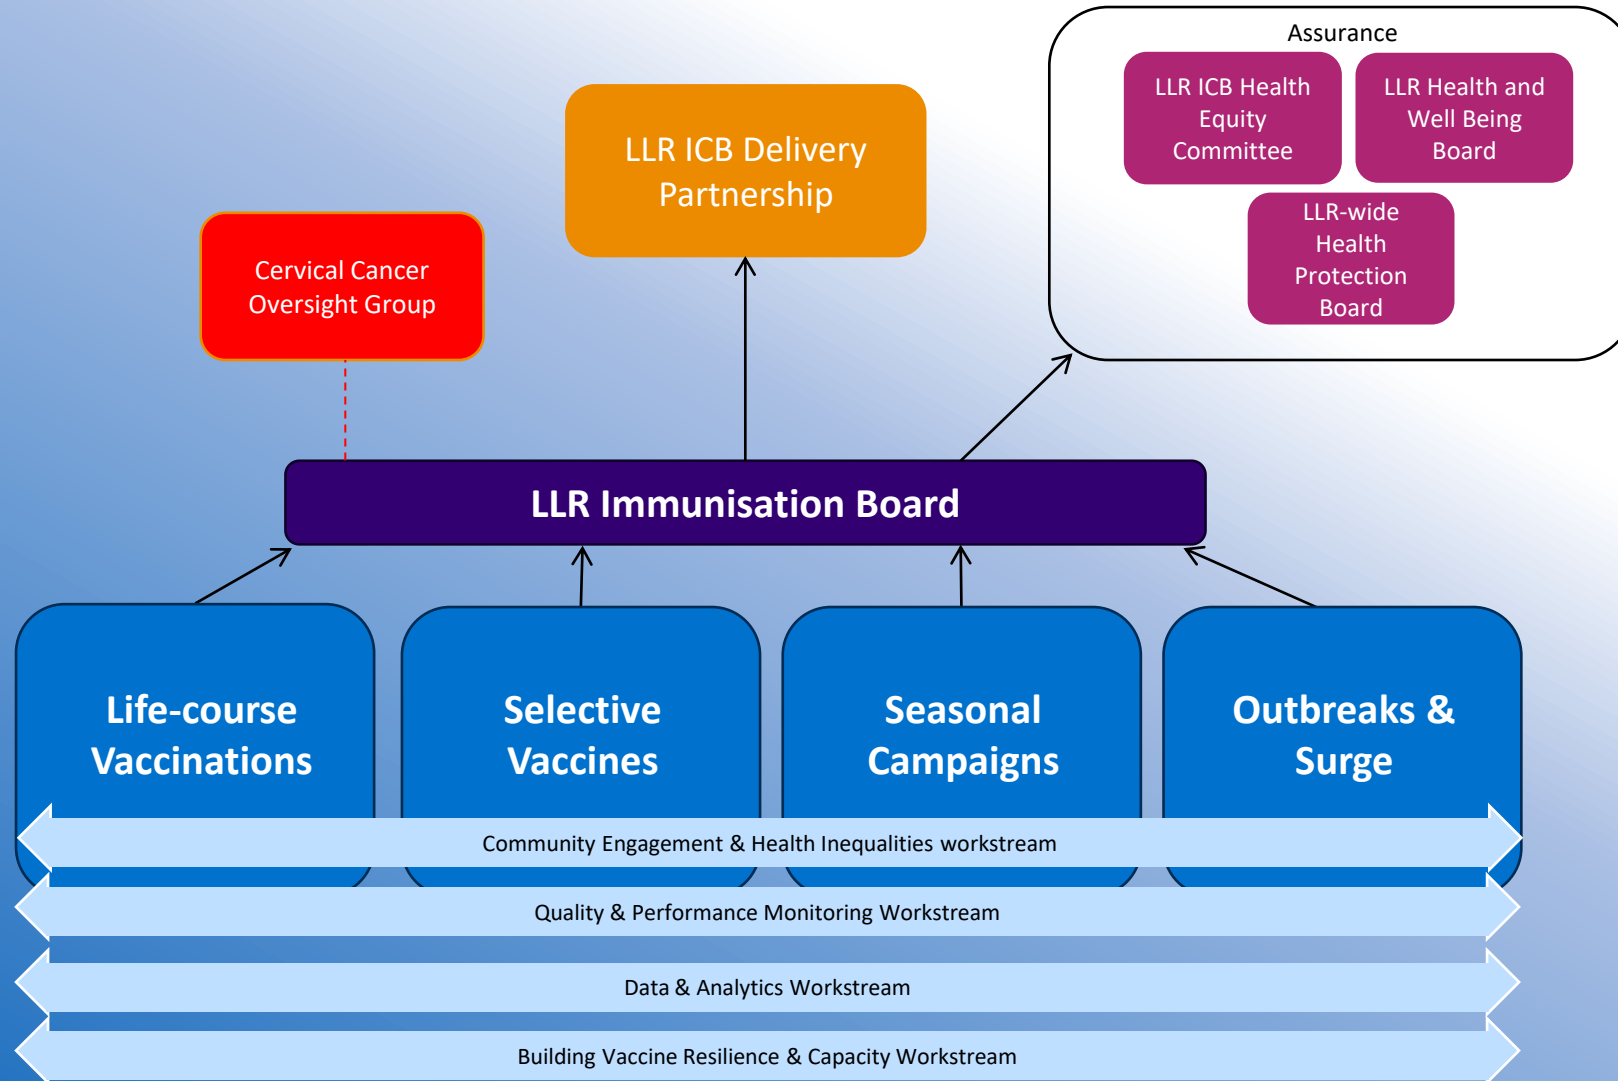 Assurance
LLR ICB Health
Equity
Committee
LLR Health and
Well Being
Board
LLR-wide
Health
Protection
Board
LLR ICB Delivery
Partnership
Cervical Cancer
Oversight Group
LLR Immunisation Board
Life-course
Vaccinations
Selective
Vaccines
Seasonal
Campaigns
Outbreaks &
Surge
Community Engagement & Health Inequalities workstream
Quality & Performance Monitoring Workstream
Data & Analytics Workstream
Building Vaccine Resilience & Capacity Workstream